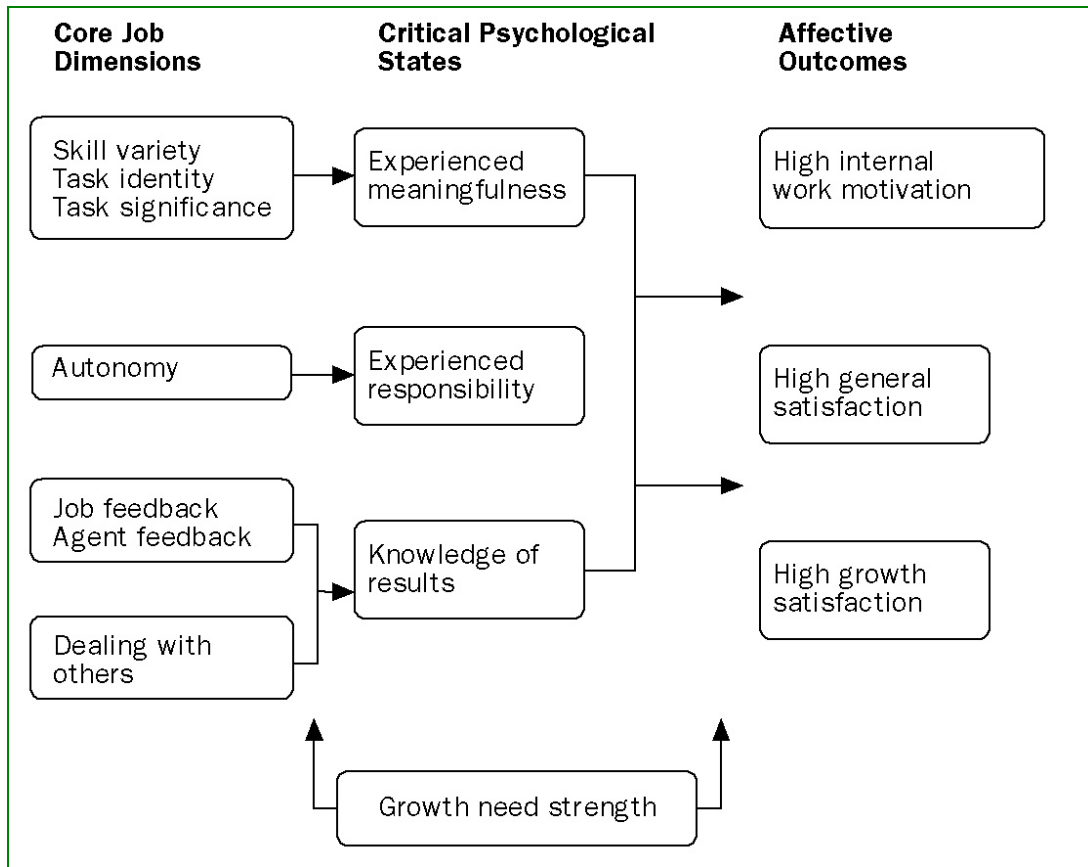 Core Job
Dimensions
Critical Psychological
States
Affective
Outcomes
Skill variety
Task identity
Task significance
Experienced
meaningfulness
High internal
work motivation
Autonomy
Experienced
responsibility
High general
satisfaction
Job feedback
Agent feedback
Knowledge of
results
High growth
satisfaction
Dealing with
others
Growth need strength